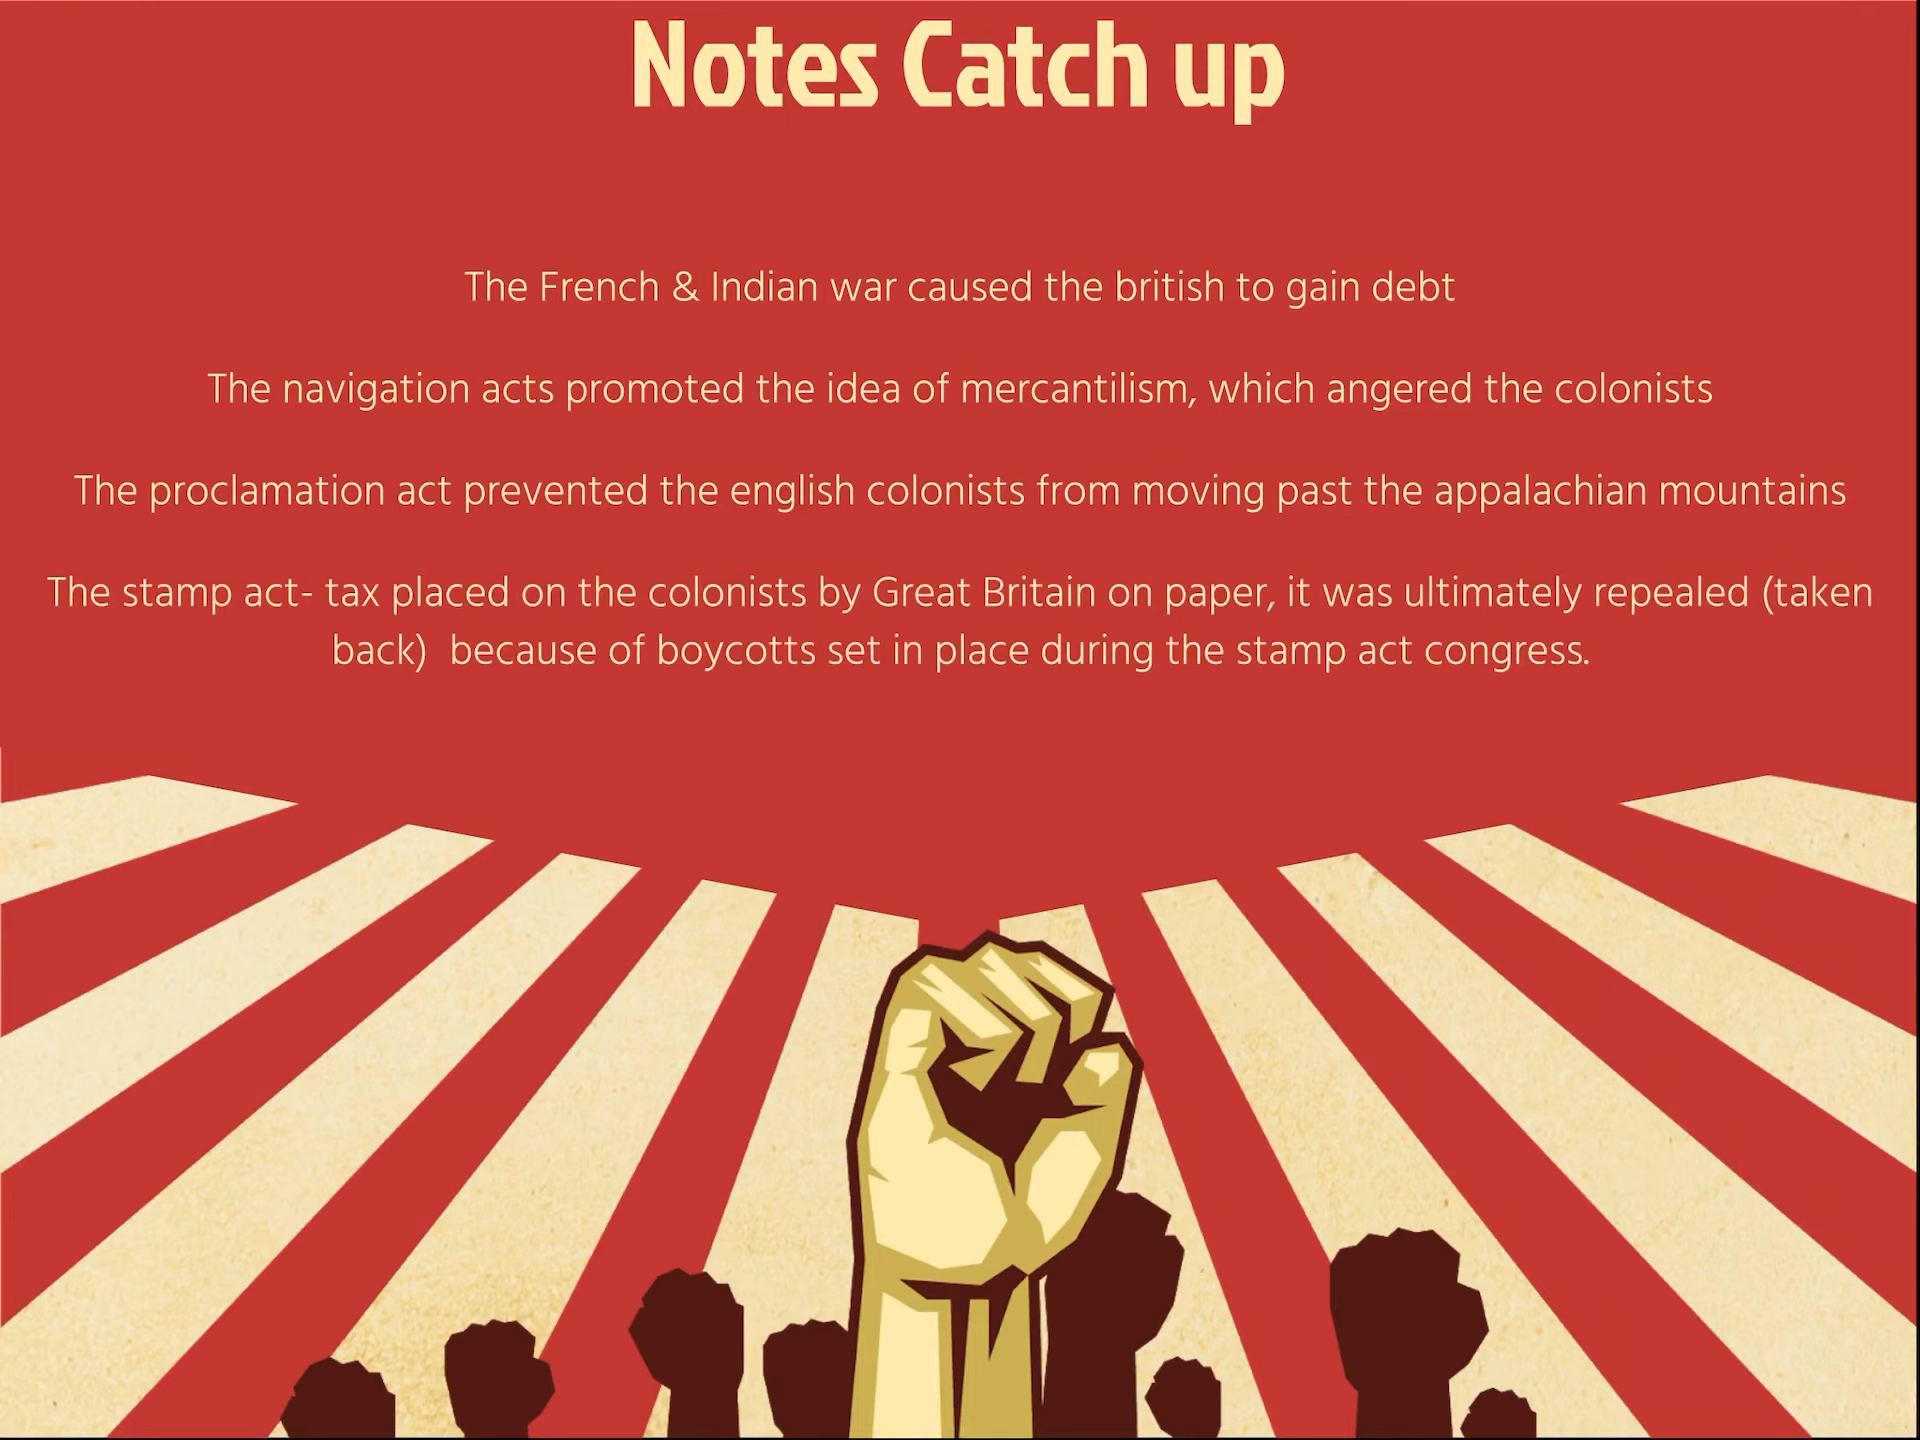 Notes Catch up
The French & Indian war caused the british to gain debt
The navigation acts promoted the idea of mercantilism, which angered the colonists
The proclamation act prevented the english colonists from moving past the appalachian mountains
The stamp act- tax placed on the colonists by Great Britain on paper, it was ultimately repealed (taken
back)  because of boycotts set in place during the stamp act congress.